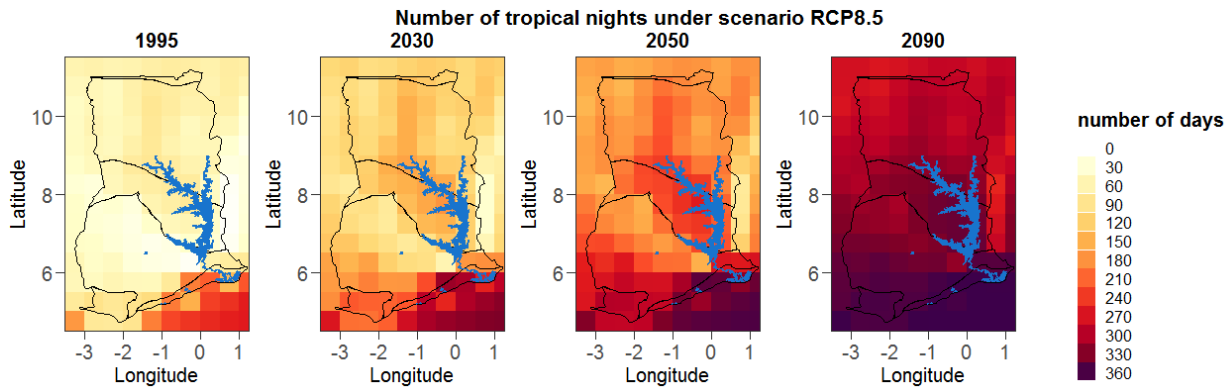 Number of tropical nights under scenario RCP8.5
1995 2030 2050 2090
Latitude
10
8
6
-3 -2 -1 0 1
Longitude
Latitude
10
8
6
-3 -2 -1 0 1
Longitude
Latitude
10
8
6
-3 -2 -1 0 1
Longitude
Latitude
10
8
6
-3 -2 -1 0 1
Longitude
number of days
0
30
60
90
120
150
180
210
240
270
300
330
360